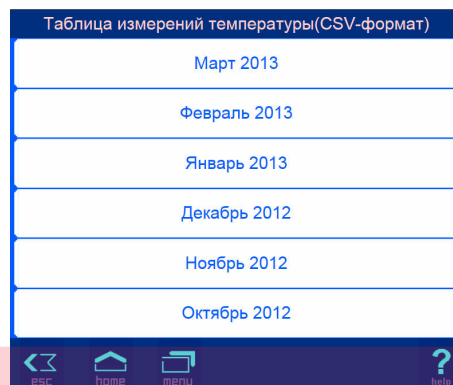 Таблица измерений температуры(CSV-формат)
Март 2013
Февраль 2013
Январь 2013
Декабрь 2012
Ноябрь 2012
Октябрь 2012
esc home menu help